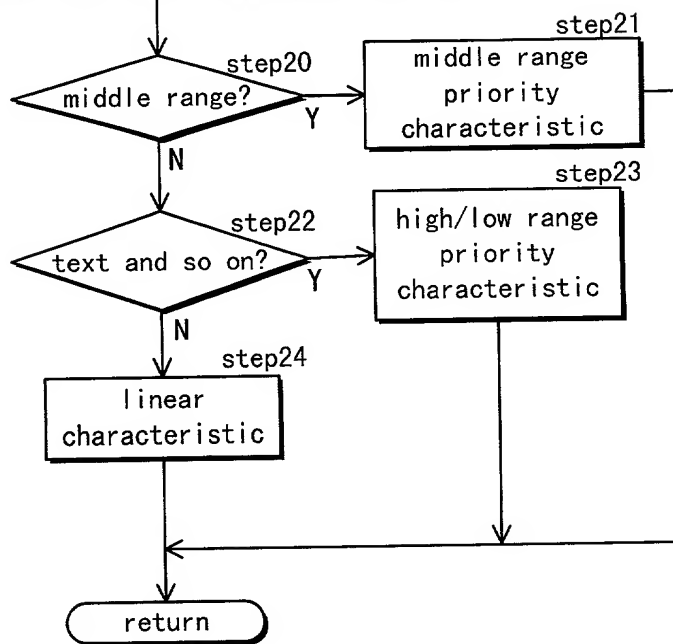 step20
middle range?
Y
N
step21
middle range
priority
characteristic
step22
text and so on?
Y
N
step23
high/low range
priority
characteristic
step24
linear
characteristic
return